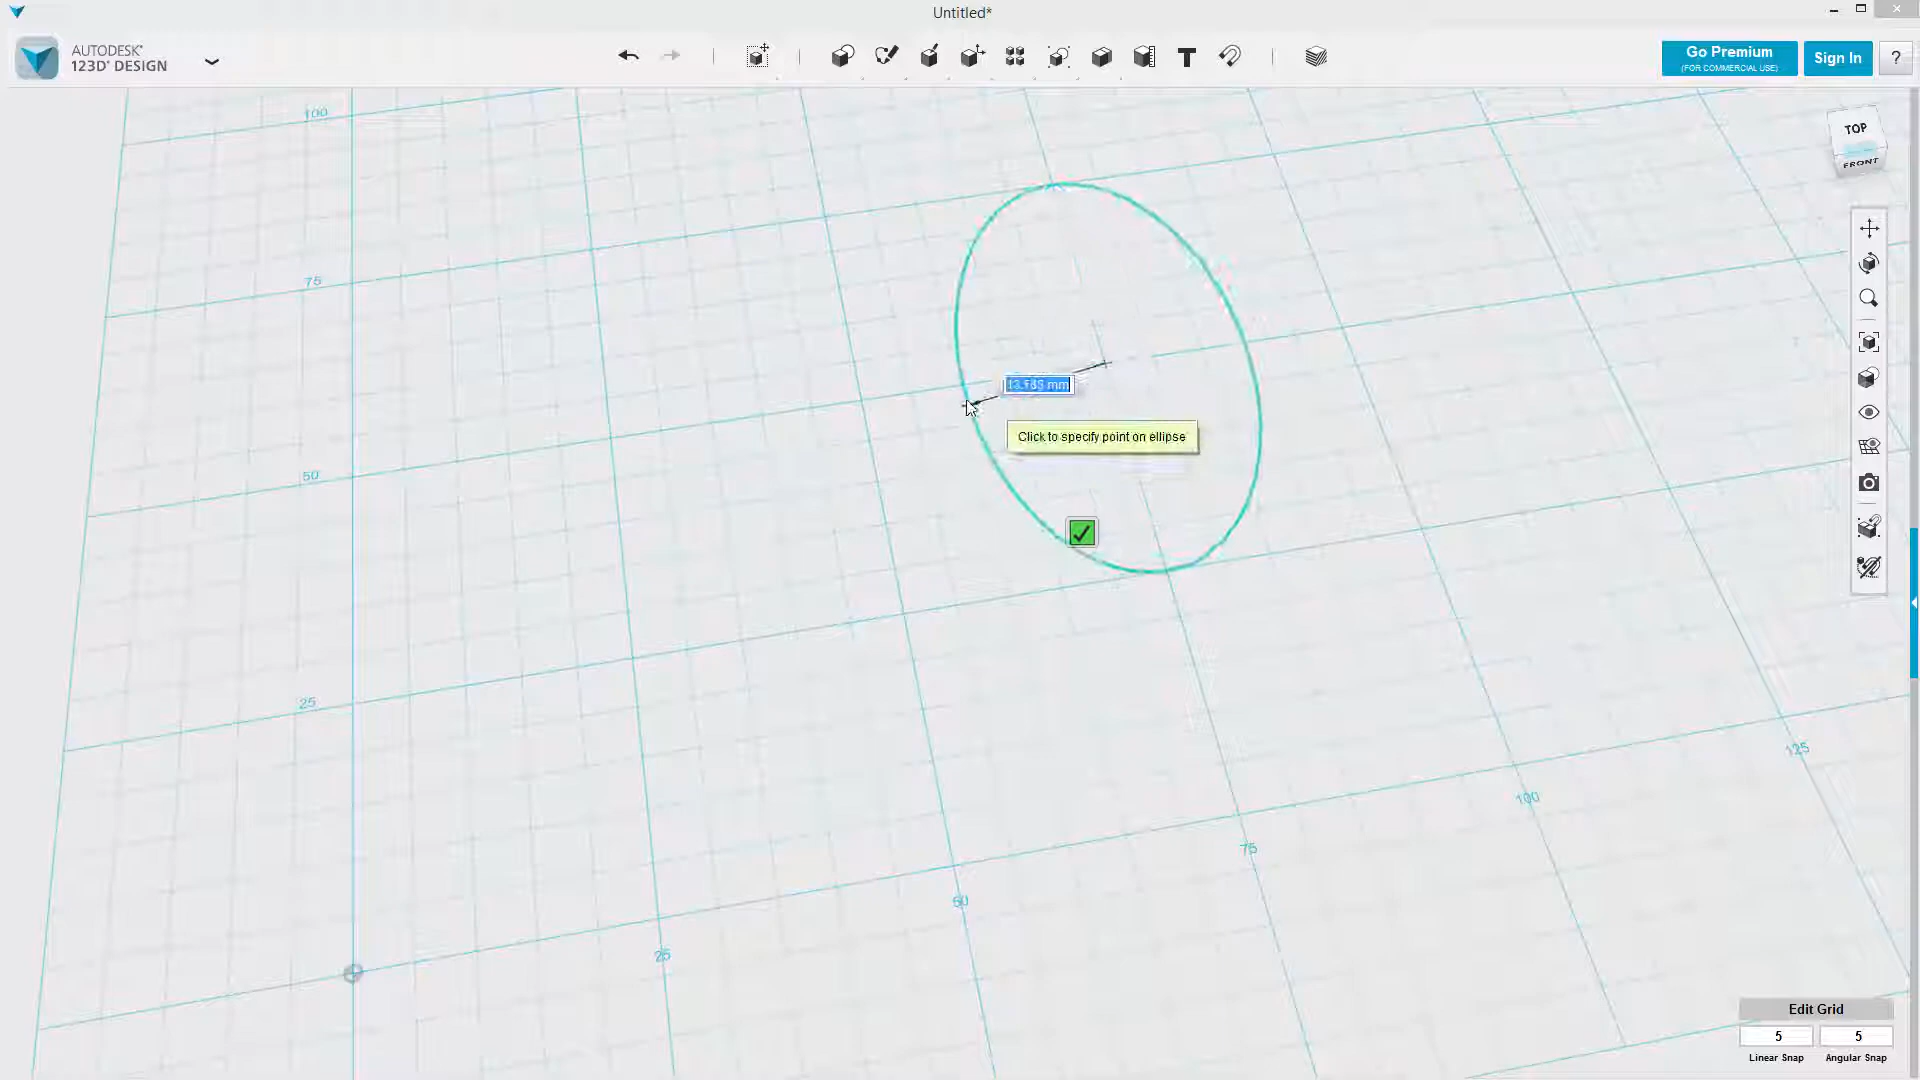 Untitled*
AUTODESK®
123D® DESIGN
Go Premium
(FOR COMMERCIAL USE)
Sign In
?
TOP
FRONT
100
75
50
25
mm
Click to specify point on ellipse
125
100
75
50
25
Edit Grid
5
5
Linear Snap
Angular Snap